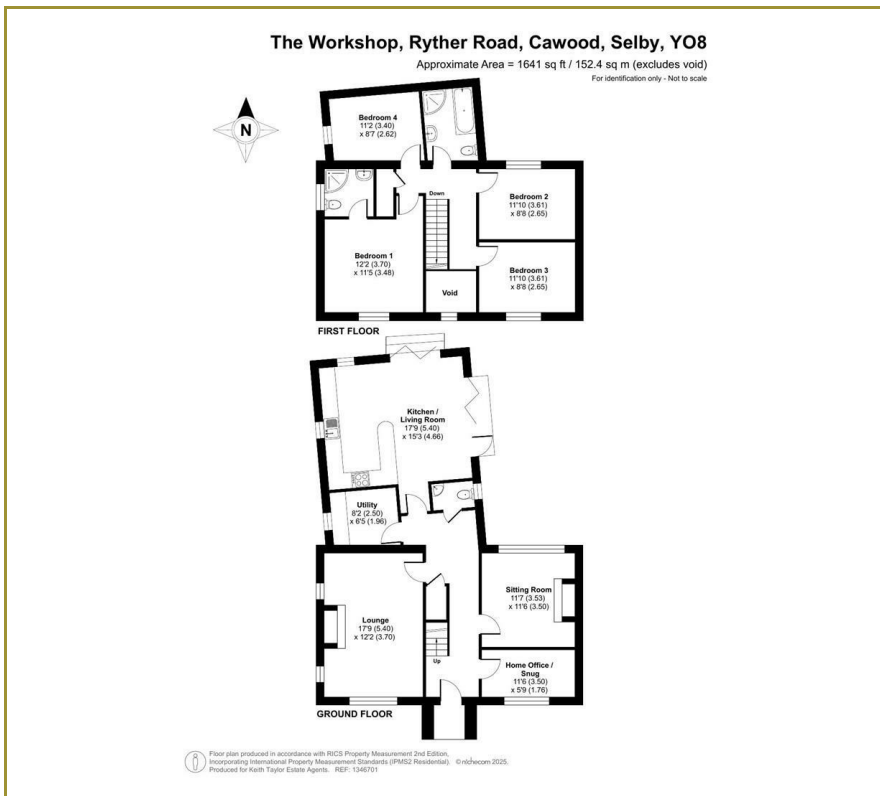 The Workshop, Ryther Road, Cawood, Selby, YO8
Approximate Area = 1641 sq ft / 152.4 sq m (excludes void)
For identification only - Not to scale
N
Bedroom 4
11'2 (3.40)
x 8'7 (2.62)
Down
Bedroom 2
11'10 (3.61)
x 8'8 (2.65)
Bedroom 1
12'2 (3.70)
x 11'5 (3.48)
Bedroom 3
11'10 (3.61)
x 8'8 (2.65)
Void
FIRST FLOOR
Kitchen /
Living Room
17'9 (5.40)
x 15'3 (4.66)
Utility
8'2 (2.50)
x 6'5 (1.96)
Sitting Room
11'7 (3.53)
x 11'6 (3.50)
Lounge
17'9 (5.40)
x 12'2 (3.70)
Up
Home Office /
Snug
11'6 (3.50)
x 5'9 (1.76)
GROUND FLOOR
Floor plan produced in accordance with RICS Property Measurement 2nd Edition,
Incorporating International Property Measurement Standards (IPMS2 Residential). © nichecom 2025.
Produced for Keith Taylor Estate Agents. REF: 1346701